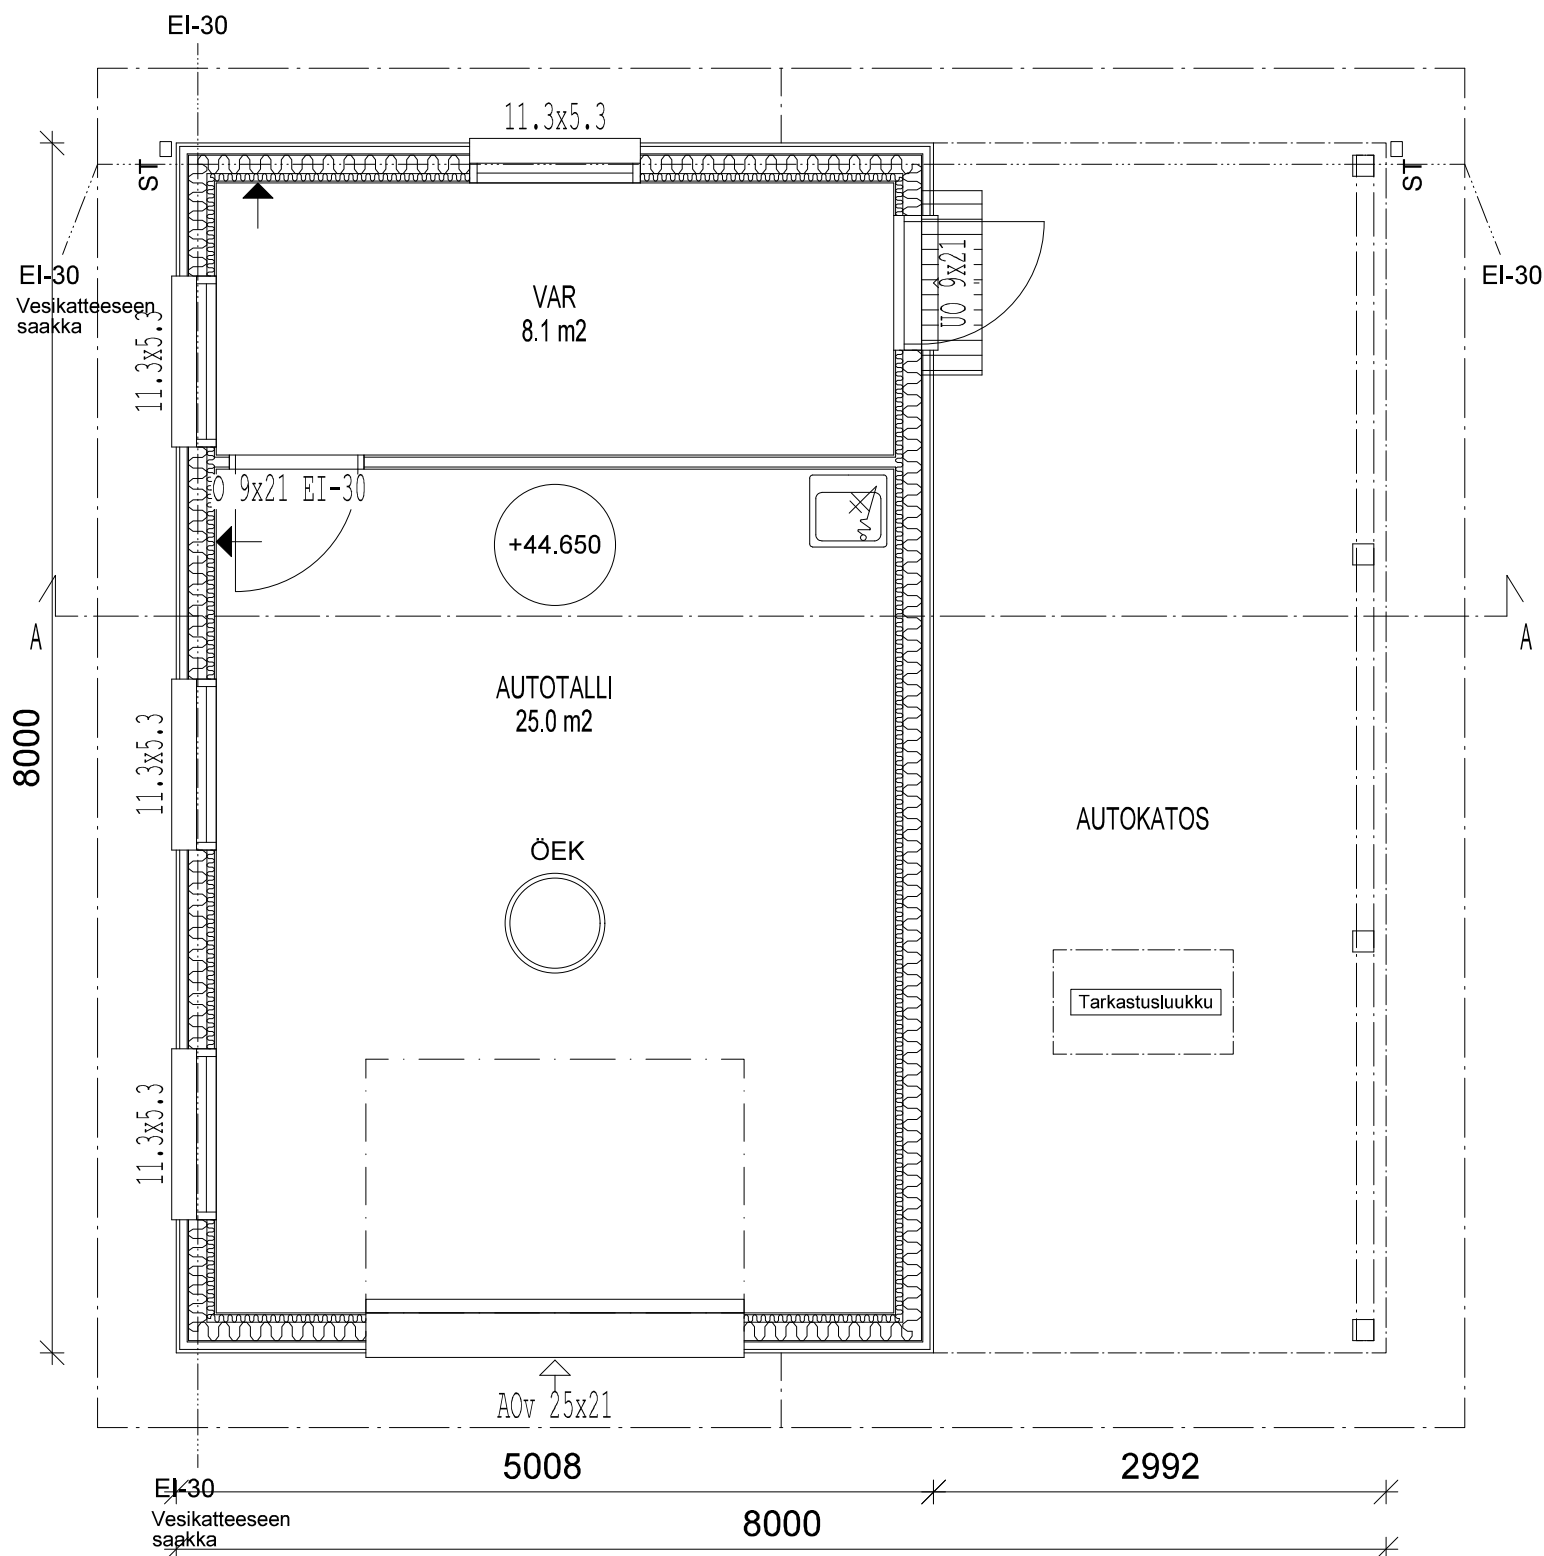 EI-30
11.3x5.3
ST
ST
EI-30
Vesikatteeseen
saakka
EI-30
11.3x5.3
VAR
8.1 m2
UO 9x21
O 9x21 EI-30
+44.650
A
A
AUTOTALLI
25.0 m2
8000
11.3x5.3
AUTOKATOS
ÖEK
Tarkastusluukku
11.3x5.3
AOv 25x21
5008
2992
EI-30
Vesikatteeseen
saakka
8000